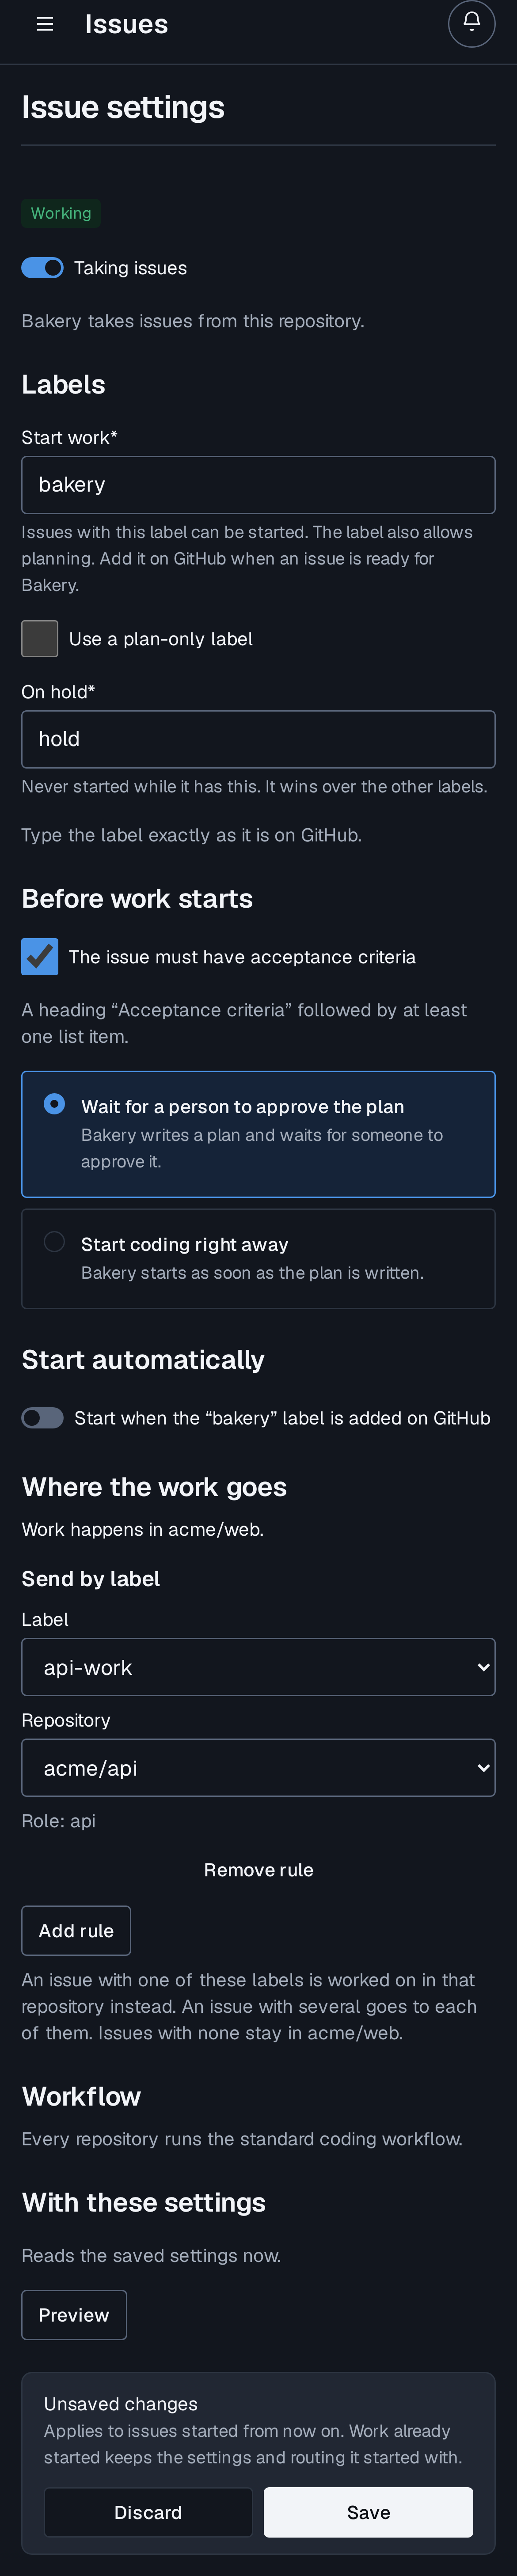 Issues
Issue settings
Working
Taking issues
Bakery takes issues from this repository.
Labels
Start work*
bakery
Issues with this label can be started. The label also allows
planning. Add it on GitHub when an issue is ready for
Bakery.
Use a plan-only label
On hold*
hold
Never started while it has this. It wins over the other labels.
Type the label exactly as it is on GitHub.
Before work starts
The issue must have acceptance criteria
A heading “Acceptance criteria” followed by at least
one list item.
Wait for a person to approve the plan
Bakery writes a plan and waits for someone to
approve it.
Start coding right away
Bakery starts as soon as the plan is written.
Start automatically
Start when the “bakery” label is added on GitHub
Where the work goes
Work happens in acme/web.
Send by label
Label
api-work
Repository
acme/api
Role: api
Remove rule
Add rule
An issue with one of these labels is worked on in that
repository instead. An issue with several goes to each
of them. Issues with none stay in acme/web.
Workflow
Every repository runs the standard coding workflow.
With these settings
Reads the saved settings now.
Preview
Unsaved changes
Applies to issues started from now on. Work already
started keeps the settings and routing it started with.
Discard
Save